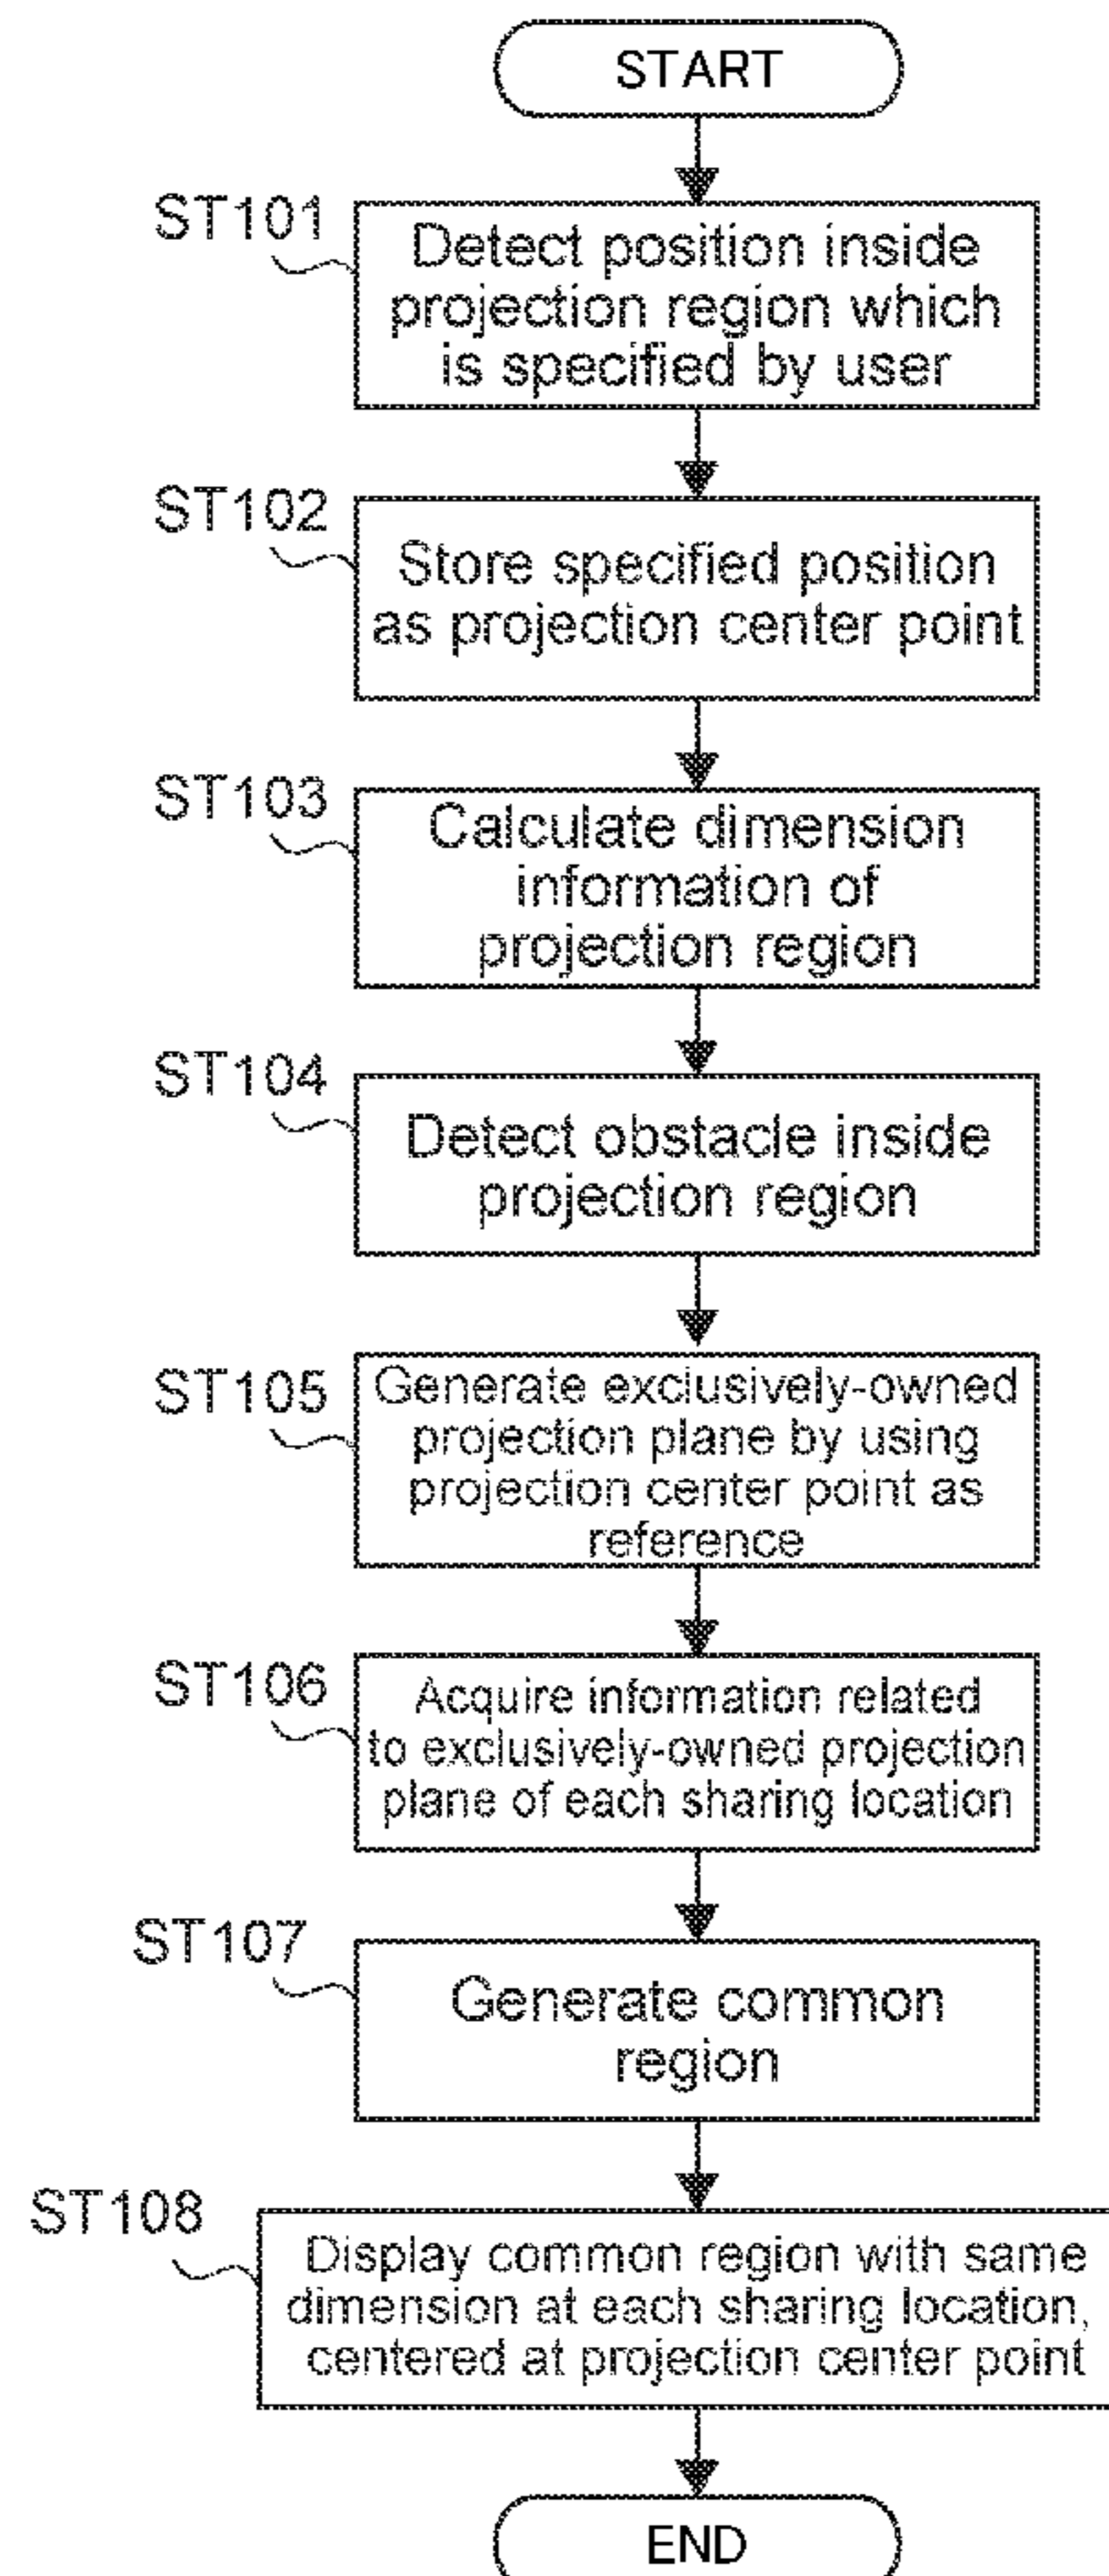 START
ST101
Detect position inside
projection region which
is specified by user
ST102
Store specified position
as projection center point
ST103
Calculate dimension
information of
projection region
ST104
Detect obstacle inside
projection region
ST105
Generate exclusively-owned
projection plane by using
projection center point as
reference
ST106
Acquire information related
to exclusively-owned projection
plane of each sharing location
ST107
Generate common
region
ST108
Display common region with same
dimension at each sharing location,
centered at projection center point
END